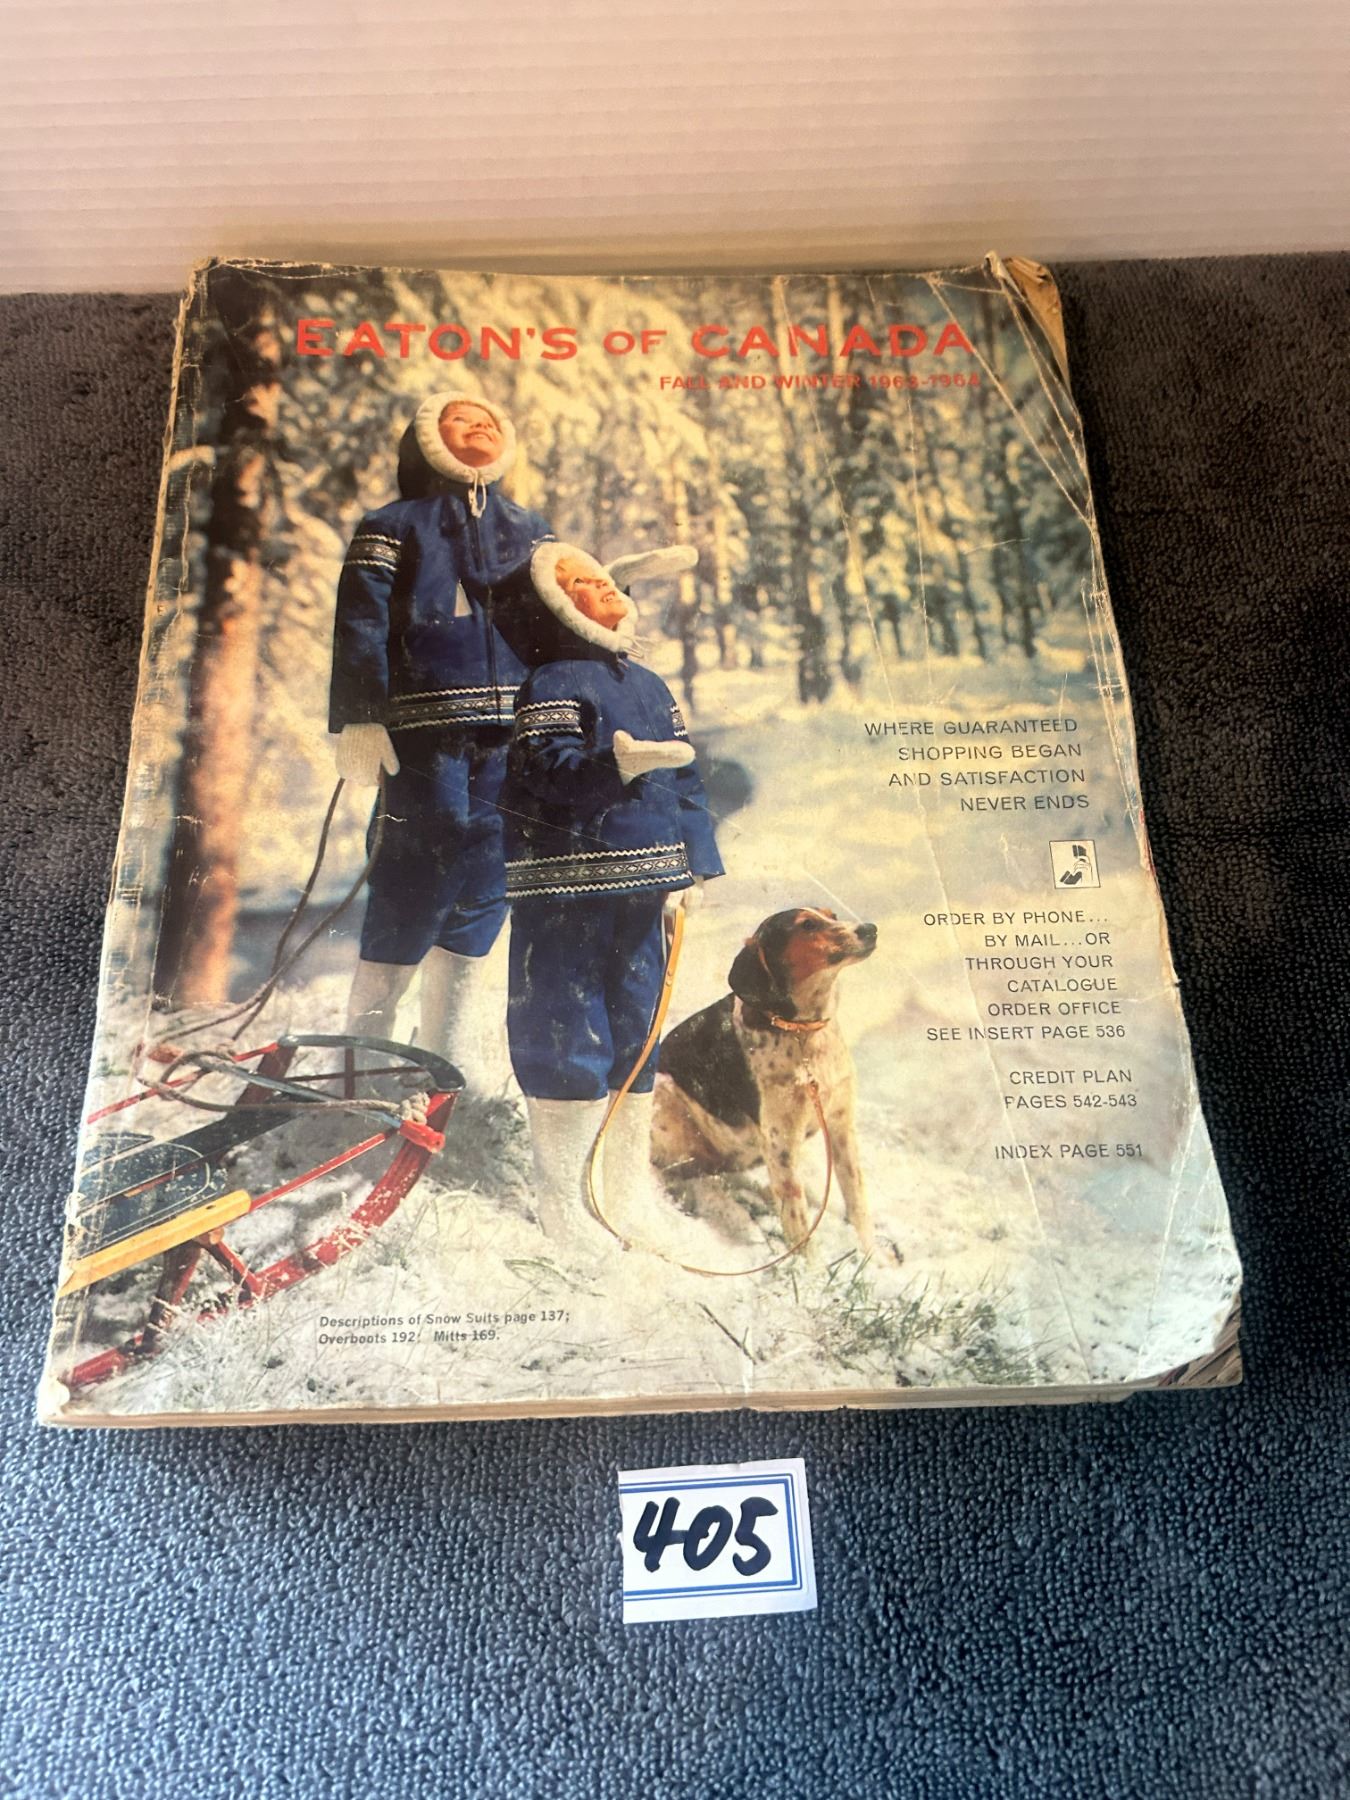 EATON'S OF CANADA
FALL AND WINTER 1963-1964
WHERE GUARANTEED
SHOPPING BEGAN
AND SATISFACTION
NEVER ENDS
ORDER BY PHONE...
BY MAIL...OR
THROUGH YOUR
CATALOGUE
ORDER OFFICE
SEE INSERT PAGE 536
CREDIT PLAN
PAGES 542-543
INDEX PAGE 551
Descriptions of Snow Suits page 137;
Overboots 192; Mitts 169.
405